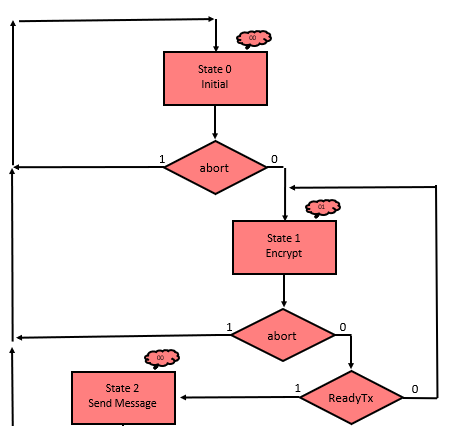 00
State 0
Initial
1
abort
0
01
State 1
Encrypt
1
abort
0
00
State 2
Send Message
1
ReadyTx
0